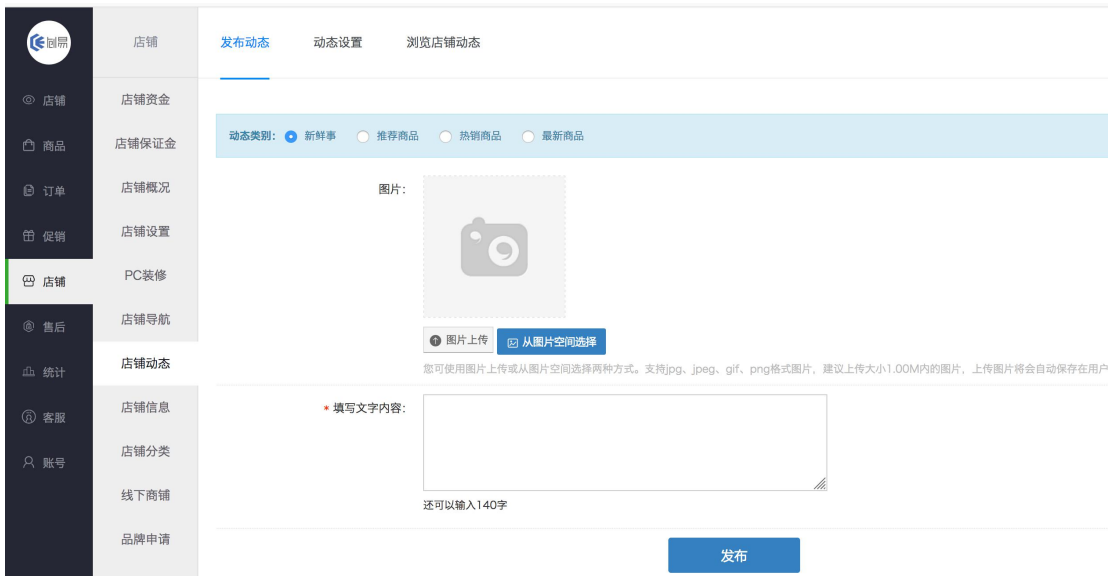 创易
店铺
商品
订单
促销
店铺
售后
统计
客服
账号
店铺
店铺资金
店铺保证金
店铺概况
店铺设置
PC装修
店铺导航
店铺动态
店铺信息
店铺分类
线下商铺
品牌申请
发布动态 动态设置 浏览店铺动态
动态类别: 新鲜事 推荐商品 热销商品 最新商品
图片:
图片上传 从图片空间选择
您可使用图片上传或从图片空间选择两种方式。支持jpg、jpeg、gif、png格式图片，建议上传大小1.00M内的图片，上传图片将会自动保存在用户
* 填写文字内容:
还可以输入140字
发布